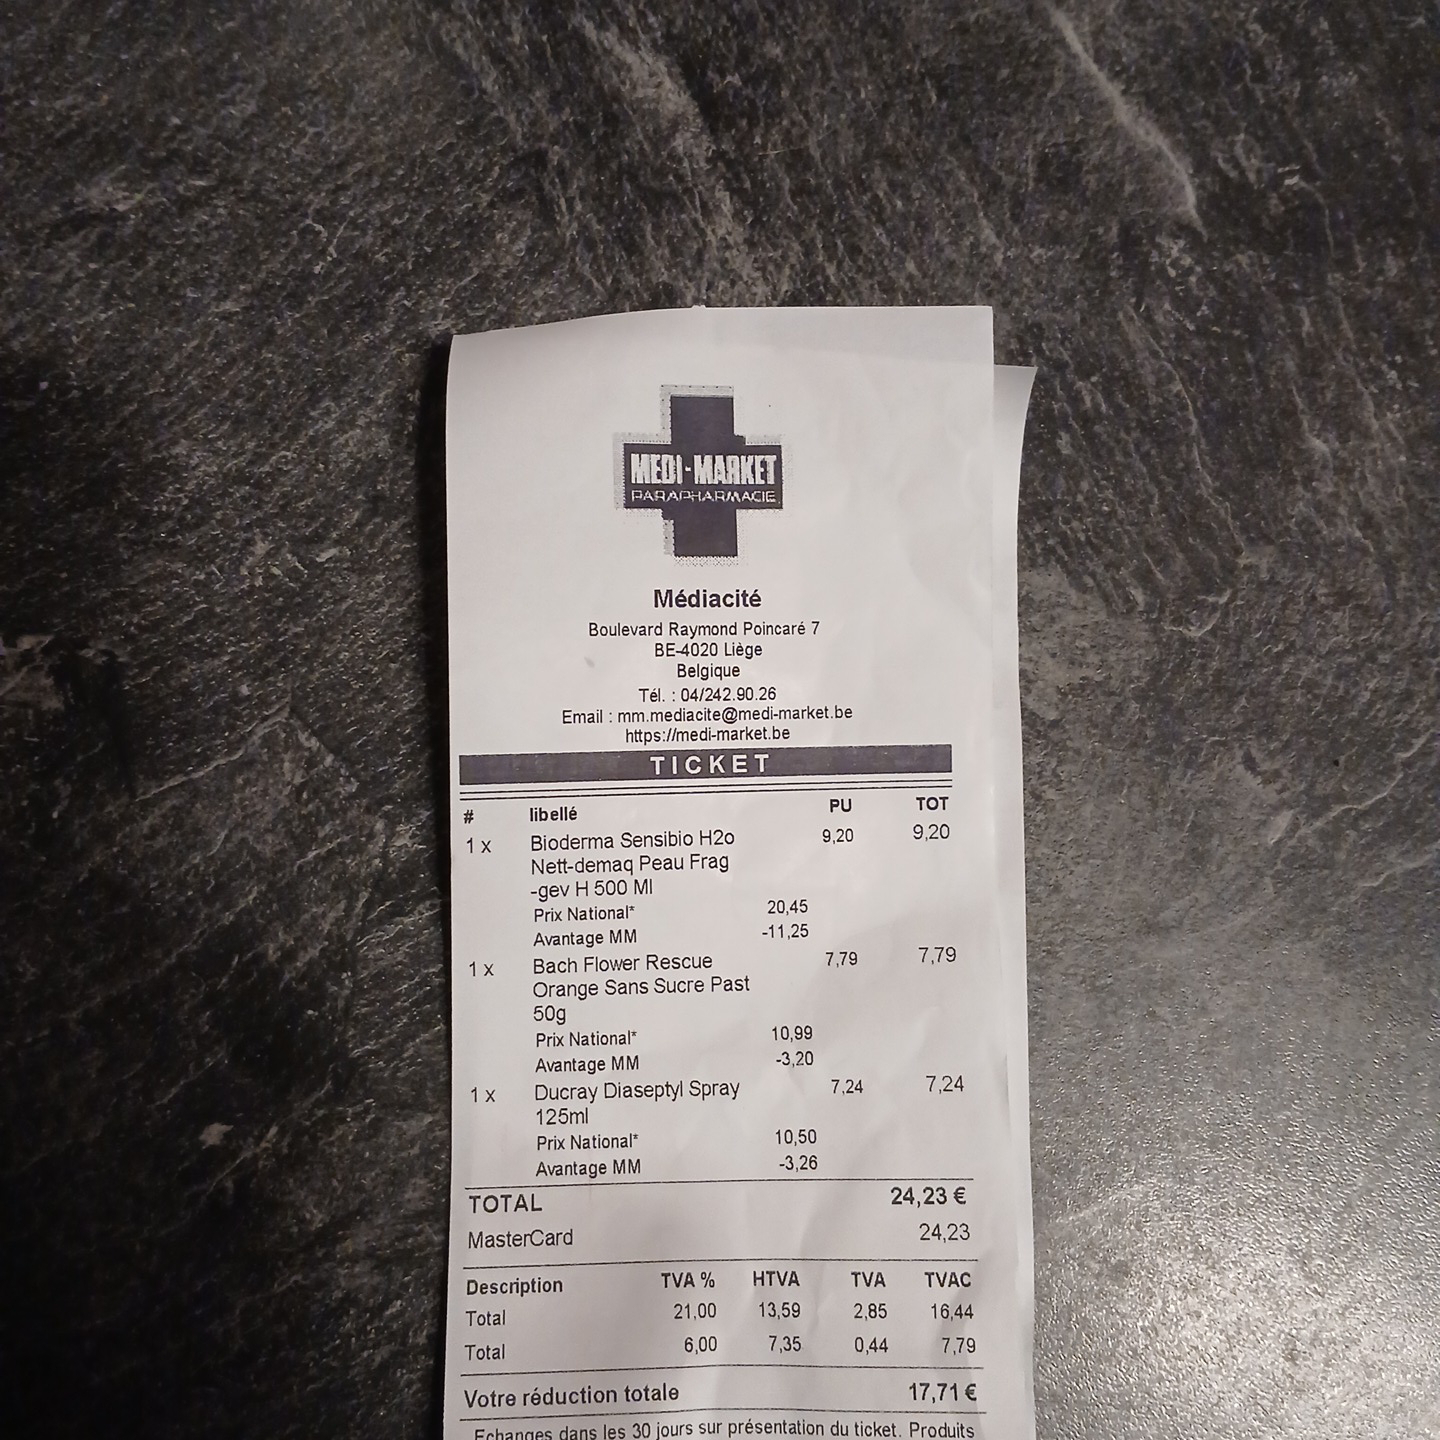 MEDI-MARKET
PARAPHARMACIE
Médiacité
Boulevard Raymond Poincaré 7
BE-4020 Liège
Belgique
Tél. : 04/242.90.26
Email : mm.mediacite@medi-market.be
https://medi-market.be
TICKET
# libellé PU TOT
1 x Bioderma Sensibio H2o 9,20 9,20
Nett-demaq Peau Frag
-gev H 500 Ml
Prix National* 20,45
Avantage MM -11,25
1 x Bach Flower Rescue 7,79 7,79
Orange Sans Sucre Past
50g
Prix National* 10,99
Avantage MM -3,20
1 x Ducray Diaseptyl Spray 7,24 7,24
125ml
Prix National* 10,50
Avantage MM -3,26
TOTAL 24,23 €
MasterCard 24,23
Description TVA % HTVA TVA TVAC
Total 21,00 13,59 2,85 16,44
Total 6,00 7,35 0,44 7,79
Votre réduction totale 17,71 €
Echanges dans les 30 jours sur présentation du ticket. Produits